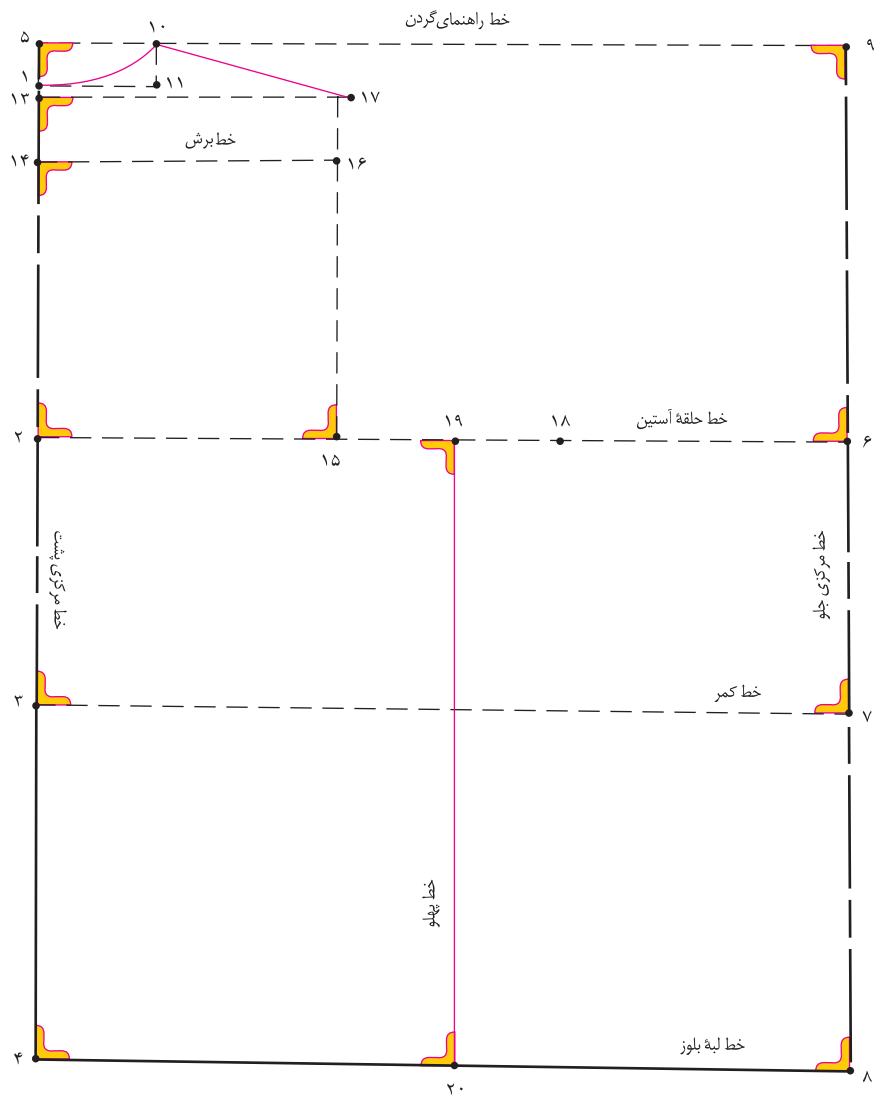 خط راهنمای گردن
۵
۱۰
۹
۱
۱۱
۱۳
۱۷
خط برش
۱۴
۱۶
خط حلقهٔ آستین
۲
۱۵
۱۹
۱۸
۶
خط مرکزی پشت
خط مرکزی جلو
خط کمر
۳
۷
خط پهلو
خط لبهٔ بلوز
۴
۲۰
۸